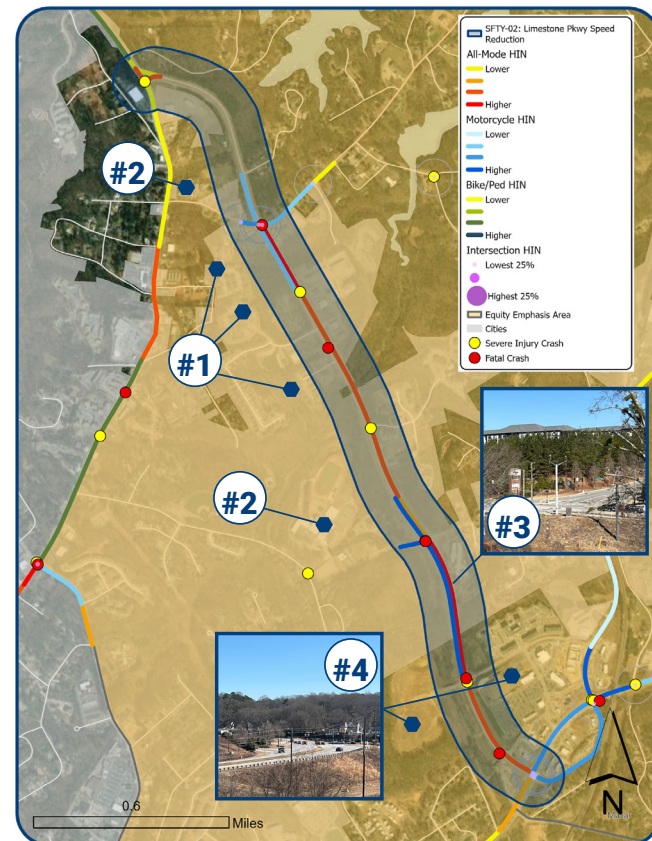 SFTY-02: Limestone Pkwy Speed
Reduction
All-Mode HIN
Lower
Higher
Motorcycle HIN
Lower
Higher
Bike/Ped HIN
Lower
Higher
Intersection HIN
Lowest 25%
Highest 25%
Equity Emphasis Area
Cities
Severe Injury Crash
Fatal Crash
#2
#1
#2
#3
#4
N
0.6
Miles